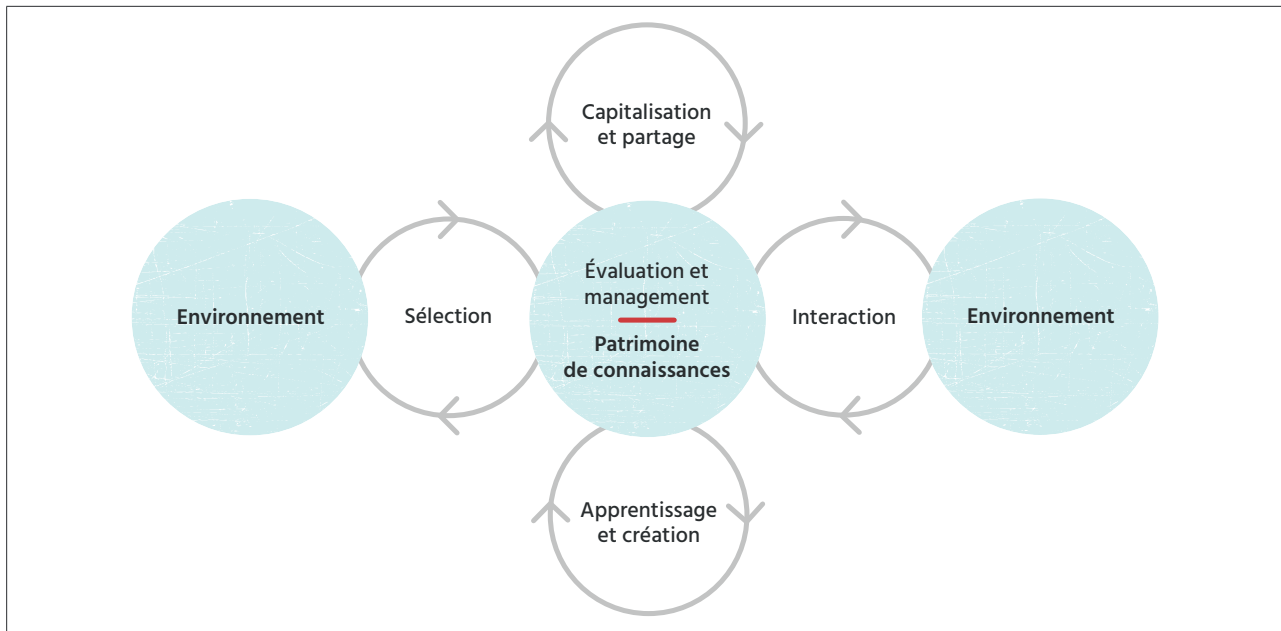 Capitalisation
et partage
Environnement
Sélection
Évaluation et
management
Patrimoine
de connaissances
Interaction
Environnement
Apprentissage
et création